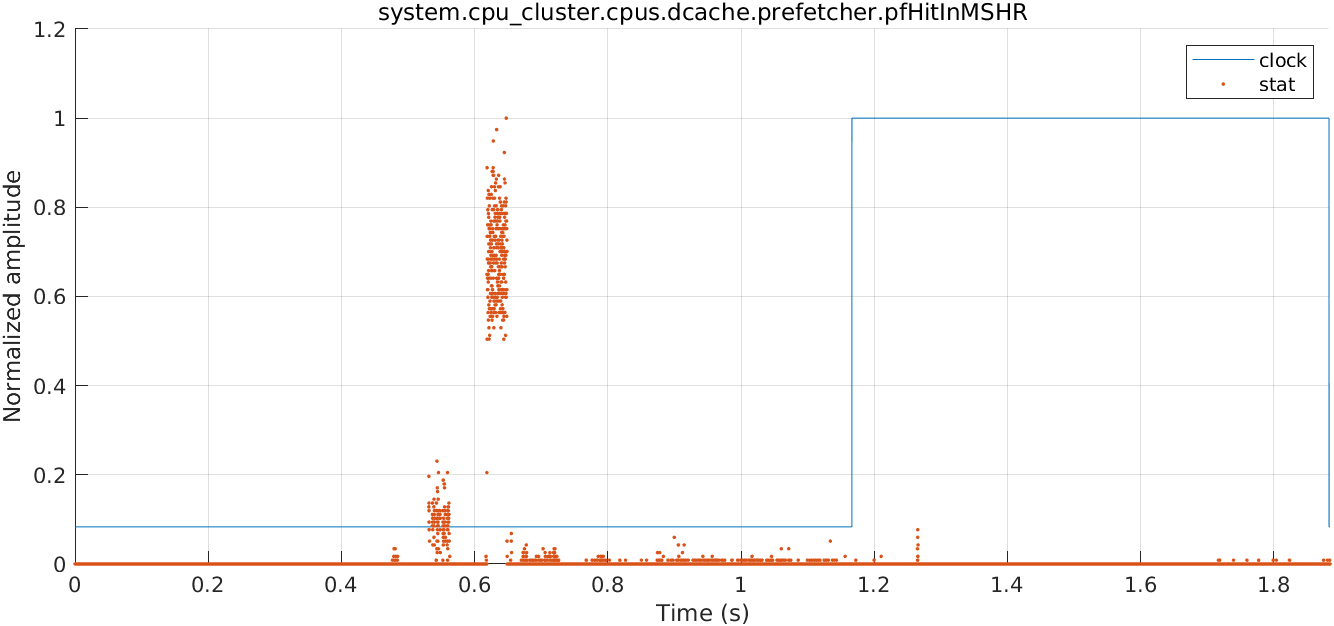 system.cpu_cluster.cpus.dcache.prefetcher.pfHitInMSHR
1.2
1
0.8
0.6
0.4
0.2
0
Normalized amplitude
clock
stat
0 0.2 0.4 0.6 0.8 1 1.2 1.4 1.6 1.8
Time (s)